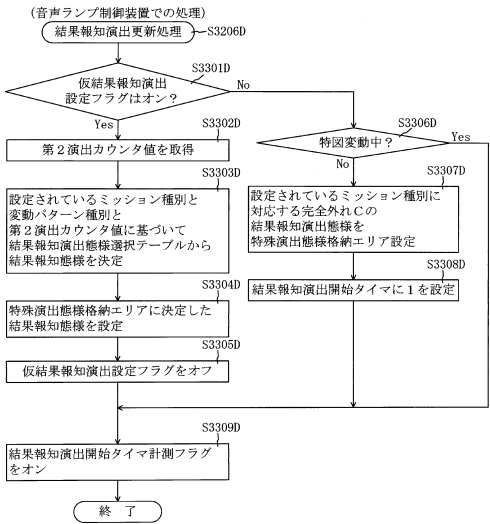 (音声ランプ制御装置での処理)
結果報知演出更新処理
S3206D
S3301D
仮結果報知演出
設定フラグはオン?
No
Yes
S3302D
第2演出カウンタ値を取得
S3303D
設定されているミッション種別と
変動パターン種別と
第2演出カウンタ値に基づいて
結果報知演出態様選択テーブルから
結果報知態様を決定
S3304D
特殊演出態様格納エリアに決定した
結果報知態様を設定
S3305D
仮結果報知演出設定フラグをオフ
S3306D
特図変動中?
Yes
No
S3307D
設定されているミッション種別に
対応する完全外れCの
結果報知演出態様を
特殊演出態様格納エリア設定
S3308D
結果報知演出開始タイマに1を設定
S3309D
結果報知演出開始タイマ計測フラグ
をオン
終 了